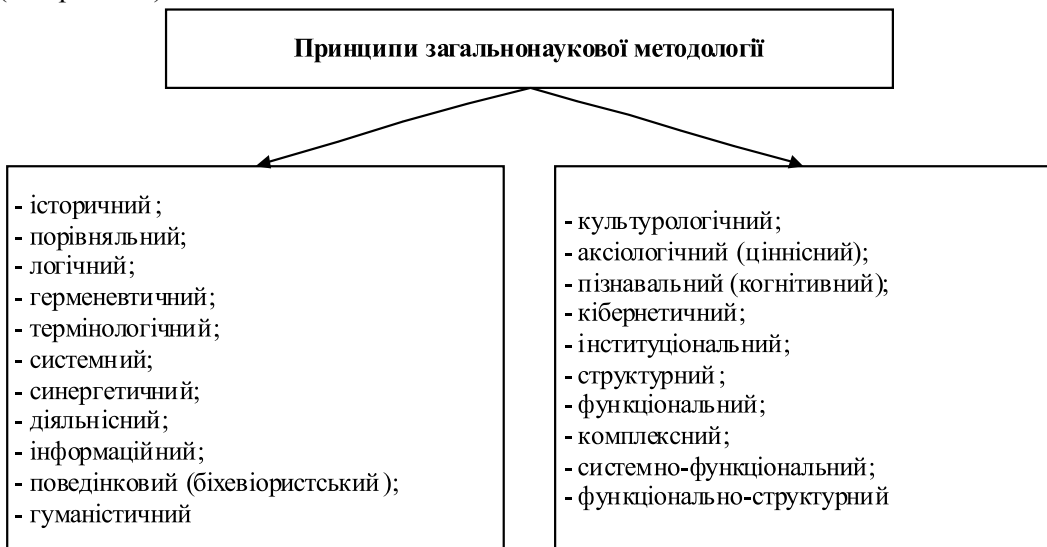 Принципи загальнонаукової методології
- історичний;
- порівняльний;
- логічний;
- герменевтичний;
- термінологічний;
- системний;
- синергетичний;
- діяльнісний;
- інформаційний;
- поведінковий (біхевіористський);
- гуманістичний
- культурологічний;
- аксіологічний (ціннісний);
- пізнавальний (когнітивний);
- кібернетичний;
- інституціональний;
- структурний;
- функціональний;
- комплексний;
- системно-функціональний;
- функціонально-структурний